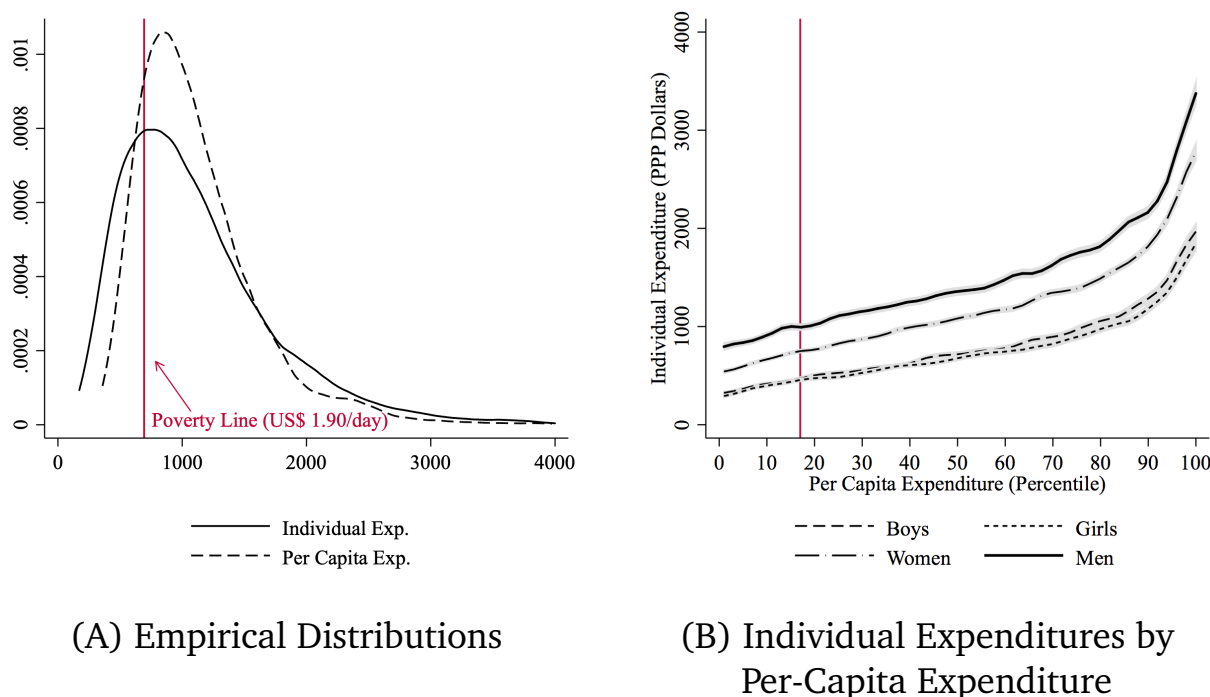 .001
.0008
.0006
.0004
.0002
0
Poverty Line (US$ 1.90/day)
0 1000 2000 3000 4000
Individual Exp.
Per Capita Exp.
(A) Empirical Distributions
Individual Expenditure (PPP Dollars)
4000
3000
2000
1000
0
0 10 20 30 40 50 60 70 80 90 100
Per Capita Expenditure (Percentile)
Boys Girls
Women Men
(B) Individual Expenditures by
Per-Capita Expenditure